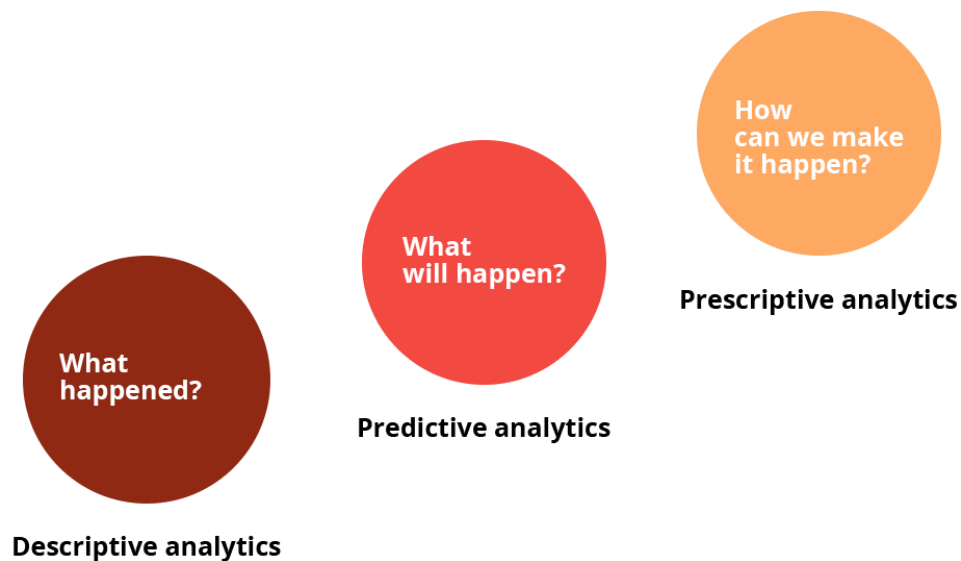 What
happened?
Descriptive analytics
What
will happen?
Predictive analytics
How
can we make
it happen?
Prescriptive analytics